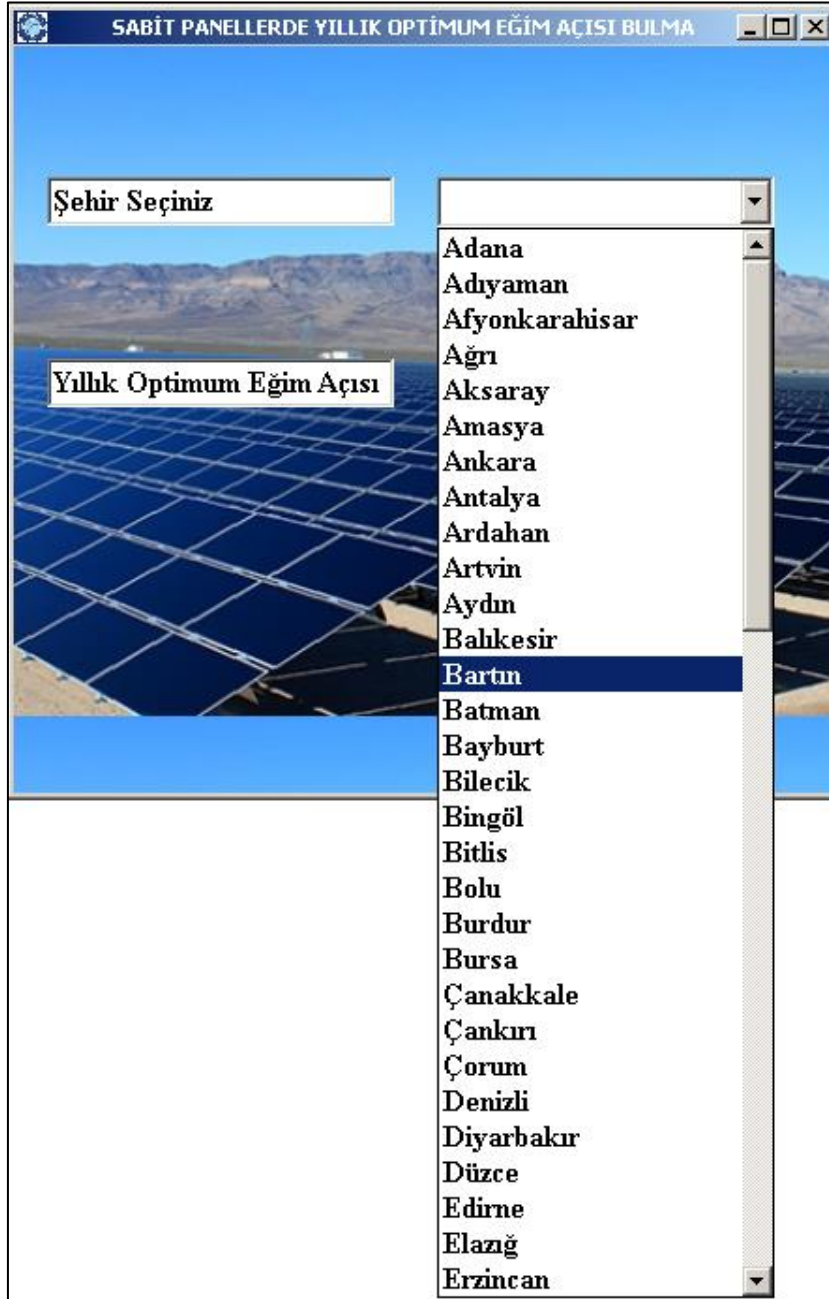 SABİT PANELLERDE YILLIK OPTİMUM EĞİM AÇISI BULMA
Şehir Seçiniz
Yıllık Optimum Eğim Açısı
Adana
Adıyaman
Afyonkarahisar
Ağrı
Aksaray
Amasya
Ankara
Antalya
Ardahan
Artvin
Aydın
Balıkesir
Bartın
Batman
Bayburt
Bilecik
Bingöl
Bitlis
Bolu
Burdur
Bursa
Çanakkale
Çankırı
Çorum
Denizli
Diyarbakır
Düzce
Edirne
Elazığ
Erzincan